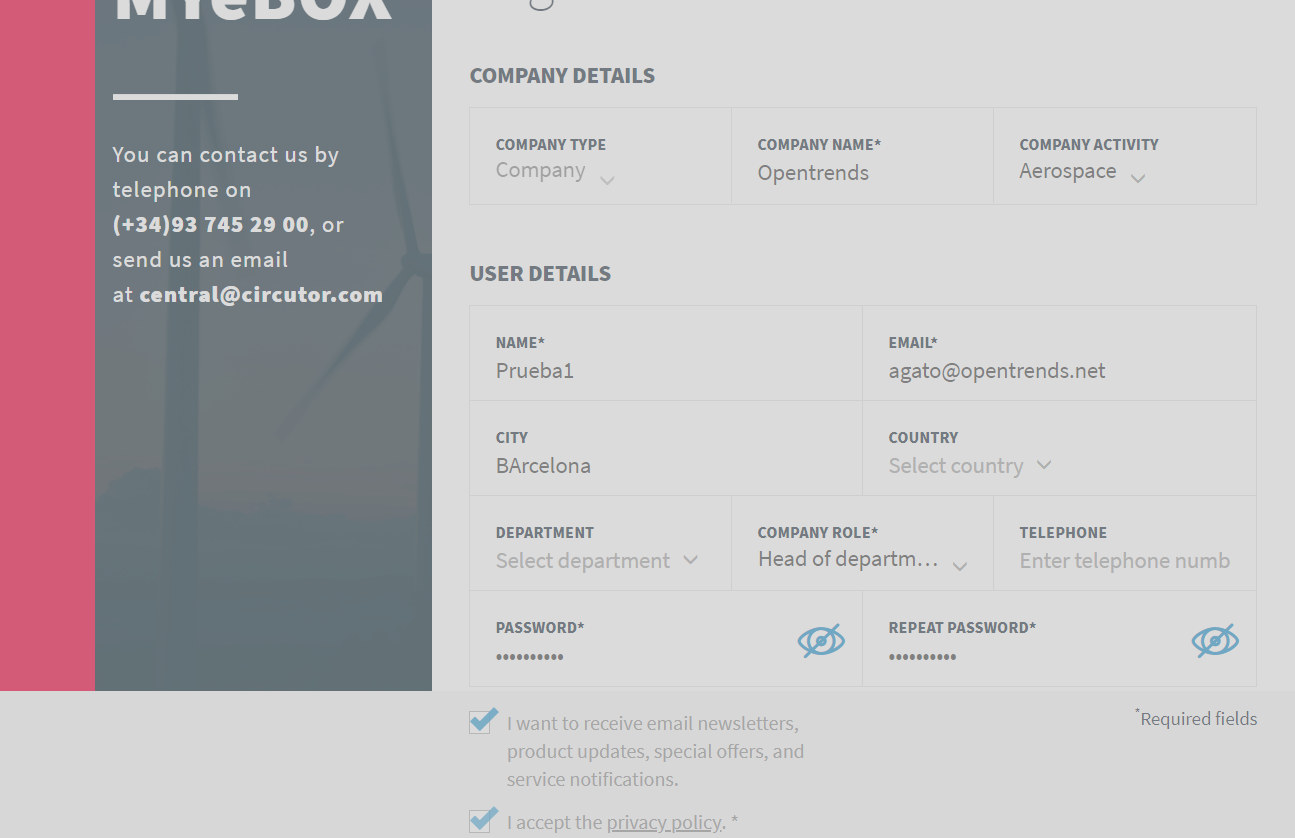 MYeBOX
You can contact us by
telephone on
(+34)93 745 29 00, or
send us an email
at central@circutor.com
COMPANY DETAILS
COMPANY TYPE
Company
COMPANY NAME*
Opentrends
COMPANY ACTIVITY
Aerospace
USER DETAILS
NAME*
Prueba1
EMAIL*
agato@opentrends.net
CITY
BArcelona
COUNTRY
Select country
DEPARTMENT
Select department
COMPANY ROLE*
Head of departm...
TELEPHONE
Enter telephone numb
PASSWORD*
••••••••••
REPEAT PASSWORD*
••••••••••
I want to receive email newsletters,
product updates, special offers, and
service notifications.
*Required fields
I accept the privacy policy. *